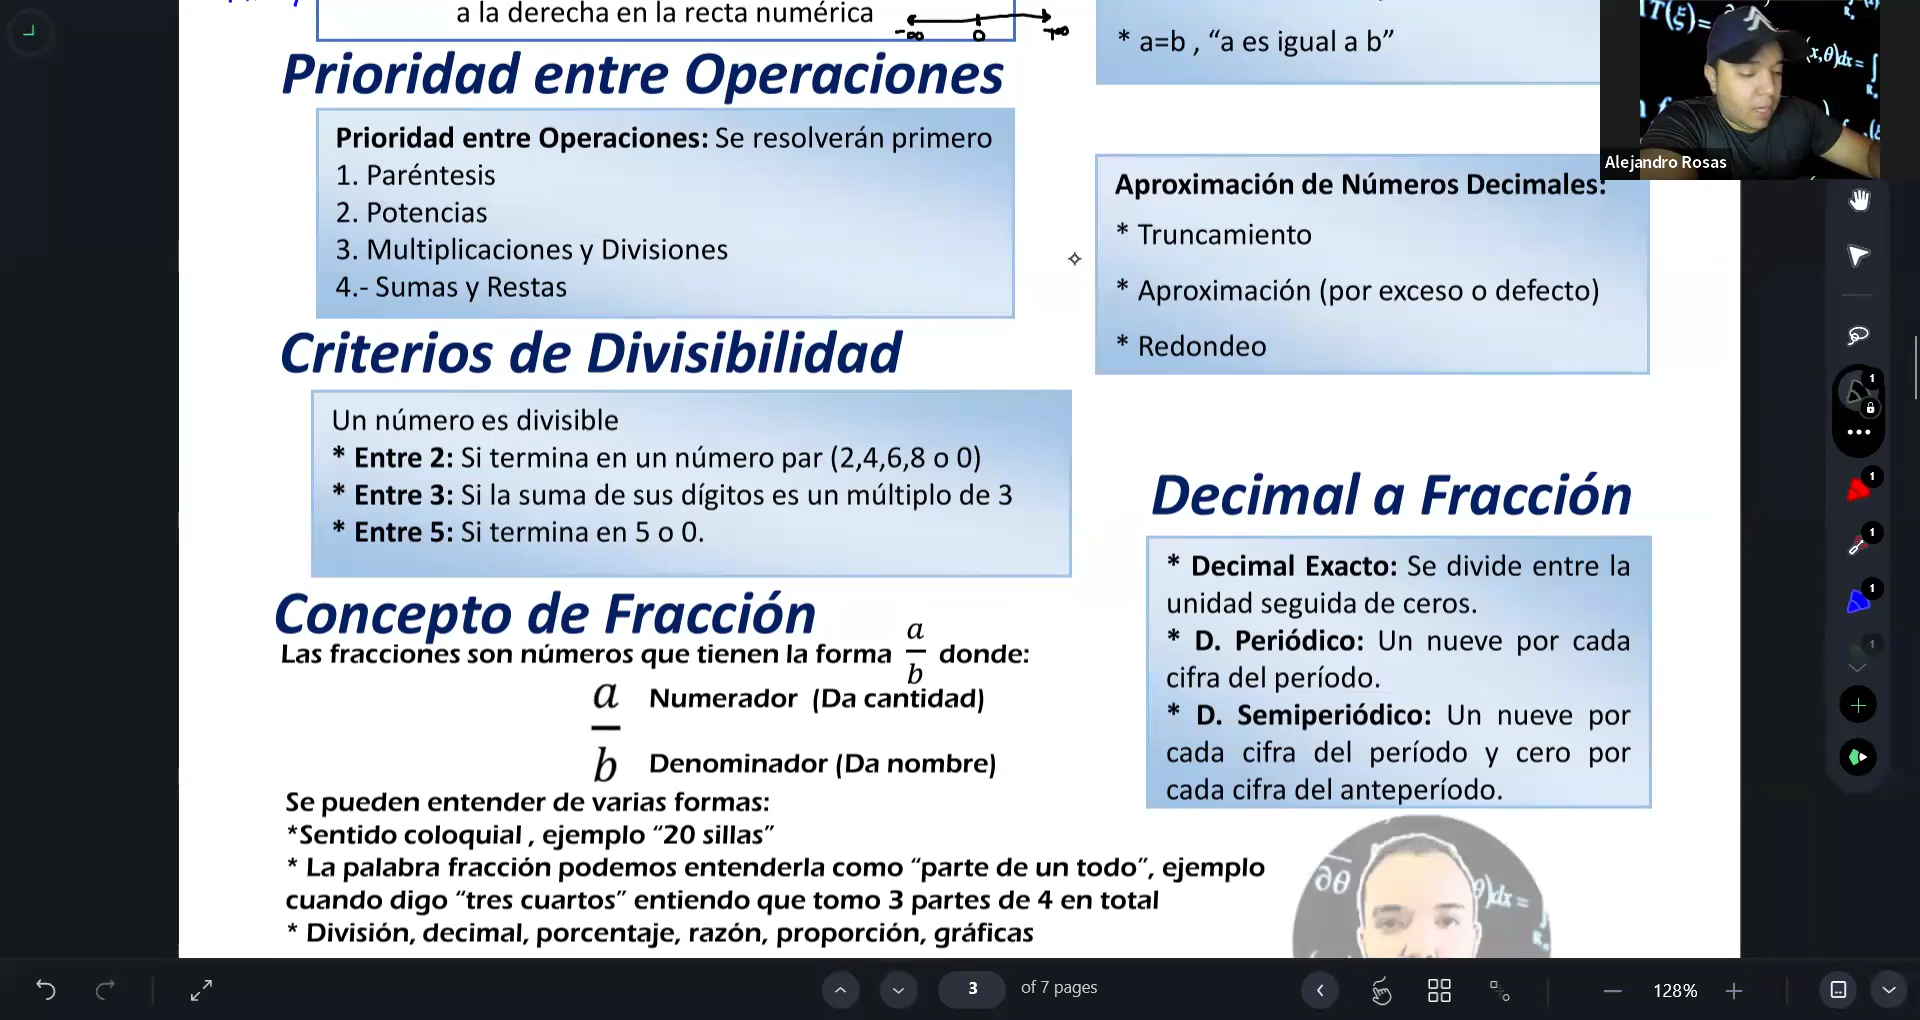 a la derecha en la recta numérica
-∞ 0 +∞
Prioridad entre Operaciones
Prioridad entre Operaciones: Se resolverán primero
1. Paréntesis
2. Potencias
3. Multiplicaciones y Divisiones
4.- Sumas y Restas
Criterios de Divisibilidad
Un número es divisible
* Entre 2: Si termina en un número par (2,4,6,8 o 0)
* Entre 3: Si la suma de sus dígitos es un múltiplo de 3
* Entre 5: Si termina en 5 o 0.
Concepto de Fracción
Las fracciones son números que tienen la forma a/b donde:
a Numerador (Da cantidad)
b Denominador (Da nombre)
Se pueden entender de varias formas:
*Sentido coloquial , ejemplo “20 sillas”
* La palabra fracción podemos entenderla como “parte de un todo”, ejemplo
cuando digo “tres cuartos” entiendo que tomo 3 partes de 4 en total
* División, decimal, porcentaje, razón, proporción, gráficas
* a=b , “a es igual a b”
Aproximación de Números Decimales:
* Truncamiento
* Aproximación (por exceso o defecto)
* Redondeo
Decimal a Fracción
* Decimal Exacto: Se divide entre la
unidad seguida de ceros.
* D. Periódico: Un nueve por cada
cifra del período.
* D. Semiperiódico: Un nueve por
cada cifra del período y cero por
cada cifra del anteperíodo.
Alejandro Rosas
1
1
1
1
1
3 of 7 pages
128%